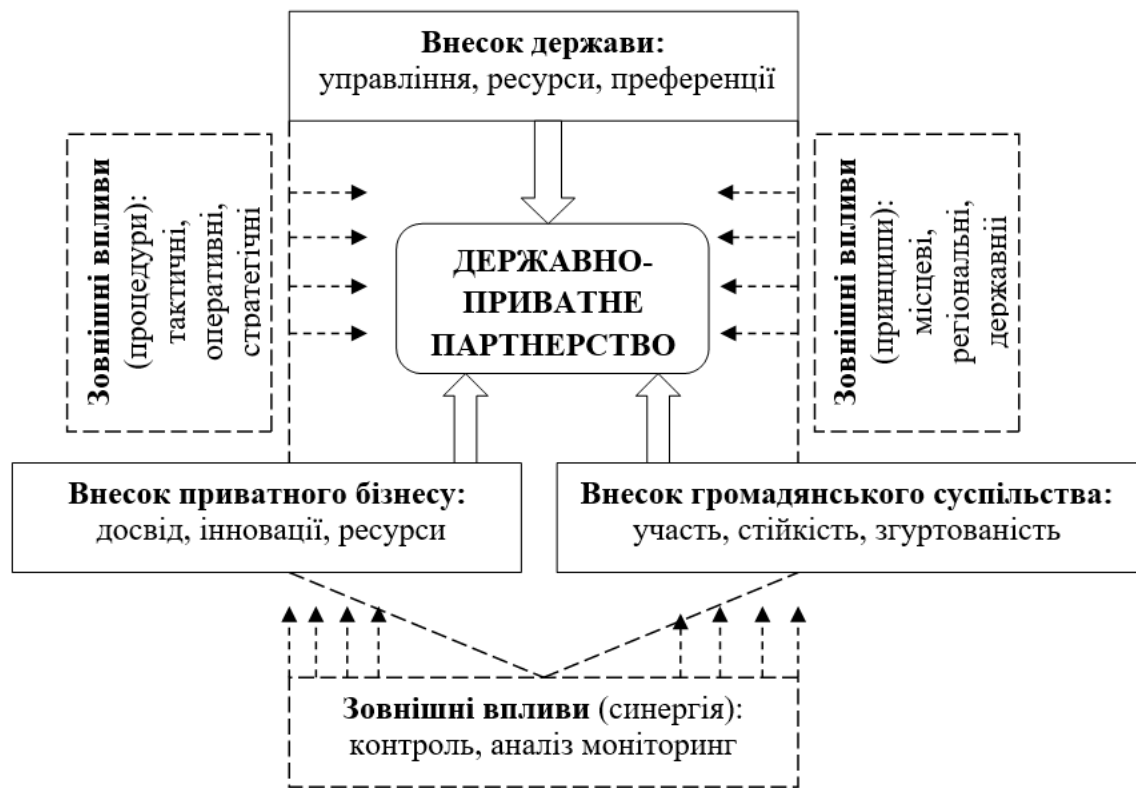 Внесок держави:
управління, ресурси, преференції
Зовнішні впливи
(процедури):
тактичні,
оперативні,
стратегічні
ДЕРЖАВНО-
ПРИВАТНЕ
ПАРТНЕРСТВО
Зовнішні впливи
(принципи):
місцеві,
регіональні,
державніі
Внесок приватного бізнесу:
досвід, інновації, ресурси
Внесок громадянського суспільства:
участь, стійкість, згуртованість
Зовнішні впливи (синергія):
контроль, аналіз моніторинг